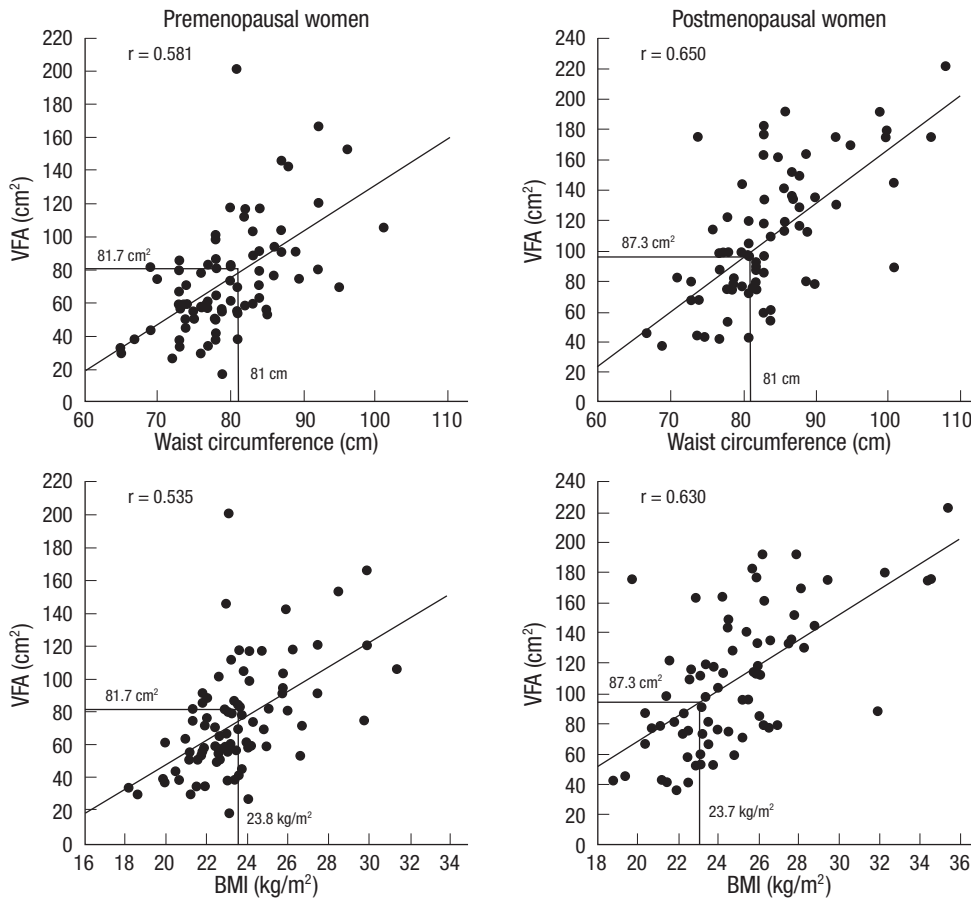 Premenopausal women
220
200
180
160
140
120
100
80
60
40
20
0
VFA (cm²)
r = 0.581
81.7 cm²
81 cm
60 70 80 90 100 110
Waist circumference (cm)
Postmenopausal women
240
220
200
180
160
140
120
100
80
60
40
20
0
VFA (cm²)
r = 0.650
87.3 cm²
81 cm
60 70 80 90 100 110
Waist circumference (cm)
220
200
180
160
140
120
100
80
60
40
20
0
VFA (cm²)
r = 0.535
81.7 cm²
23.8 kg/m²
16 18 20 22 24 26 28 30 32 34
BMI (kg/m²)
240
220
200
180
160
140
120
100
80
60
40
20
0
VFA (cm²)
r = 0.630
87.3 cm²
23.7 kg/m²
18 20 22 24 26 28 30 32 34 36
BMI (kg/m²)